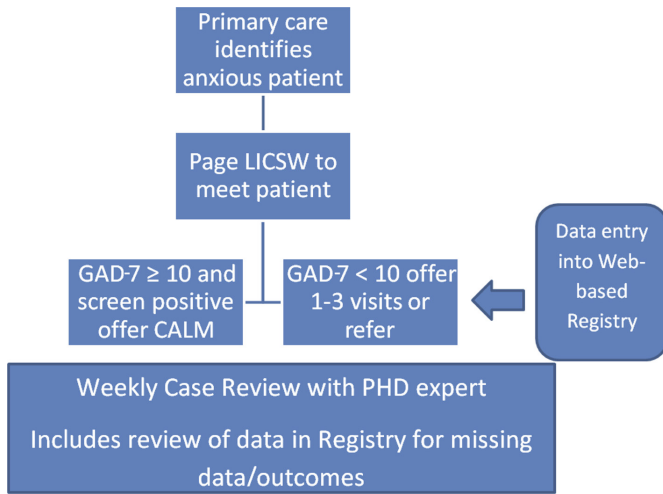 Primary care
identifies
anxious patient
Page LICSW to
meet patient
GAD-7 ≥ 10 and
screen positive
offer CALM
GAD-7 < 10 offer
1-3 visits or
refer
Data entry
into Web-
based
Registry
Weekly Case Review with PHD expert
Includes review of data in Registry for missing
data/outcomes